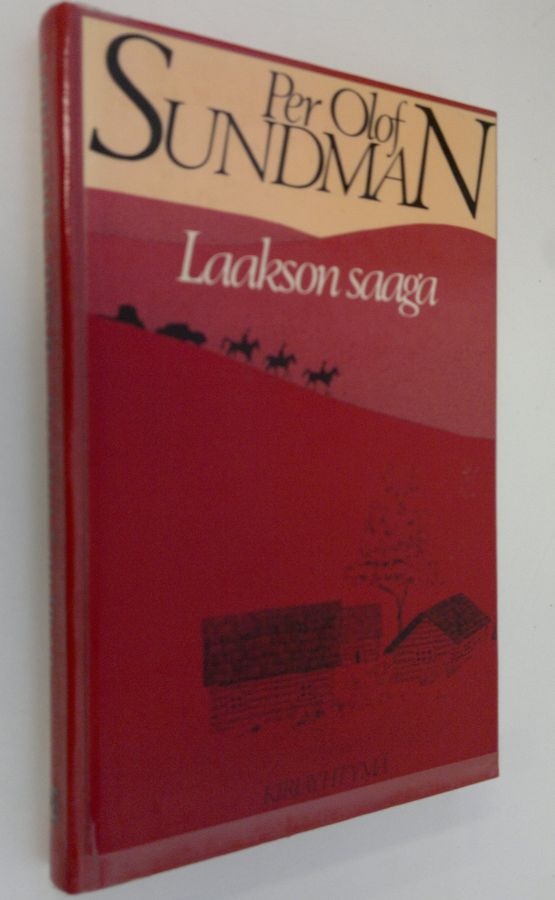 Per Olof
SUNDMAN
Laakson saaga
KIRJAYHTYMÄ